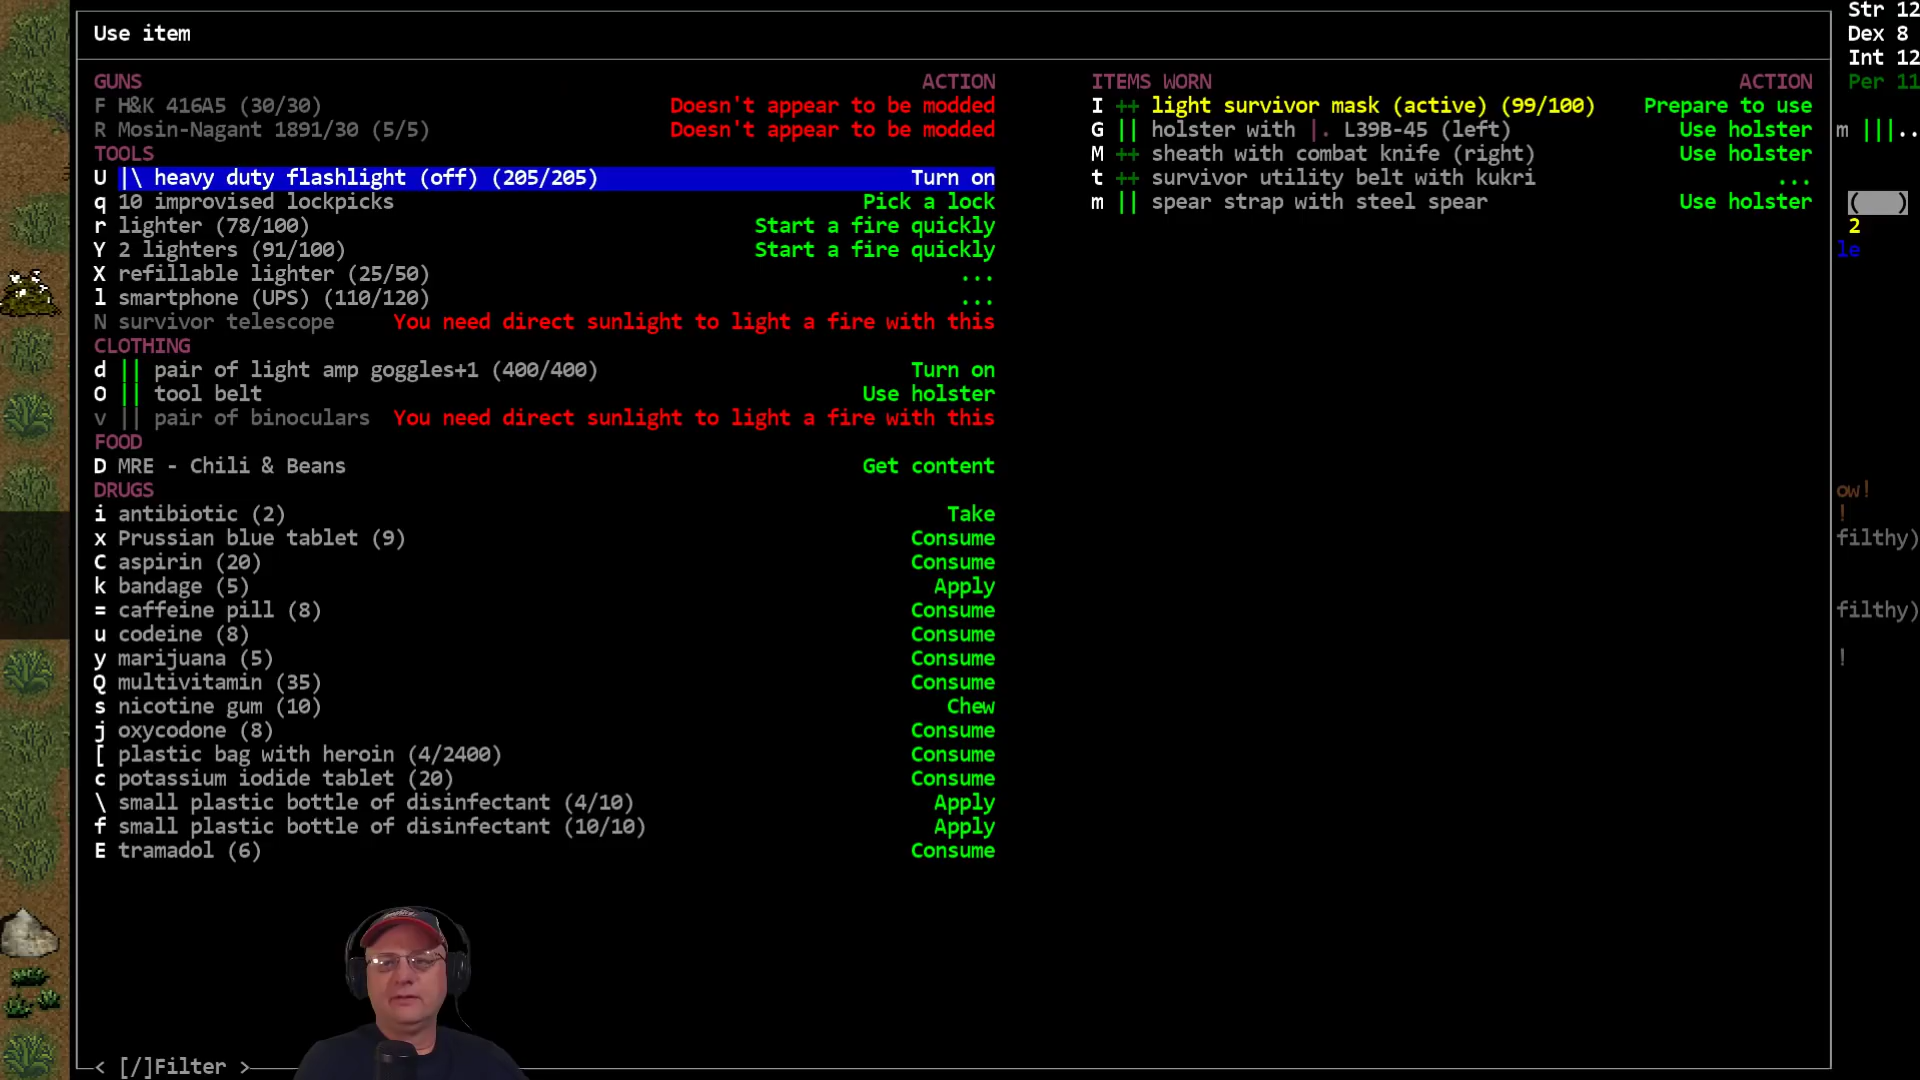 Use item
GUNS ACTION
F H&K 416A5 (30/30) Doesn't appear to be modded
R Mosin-Nagant 1891/30 (5/5) Doesn't appear to be modded
TOOLS
U |\ heavy duty flashlight (off) (205/205) Turn on
q 10 improvised lockpicks Pick a lock
r lighter (78/100) Start a fire quickly
Y 2 lighters (91/100) Start a fire quickly
X refillable lighter (25/50) ...
l smartphone (UPS) (110/120) ...
N survivor telescope You need direct sunlight to light a fire with this
CLOTHING
d || pair of light amp goggles+1 (400/400) Turn on
O || tool belt Use holster
v || pair of binoculars You need direct sunlight to light a fire with this
FOOD
D MRE - Chili & Beans Get content
DRUGS
i antibiotic (2) Take
x Prussian blue tablet (9) Consume
C aspirin (20) Consume
k bandage (5) Apply
= caffeine pill (8) Consume
u codeine (8) Consume
y marijuana (5) Consume
Q multivitamin (35) Consume
s nicotine gum (10) Chew
j oxycodone (8) Consume
[ plastic bag with heroin (4/2400) Consume
c potassium iodide tablet (20) Consume
\ small plastic bottle of disinfectant (4/10) Apply
f small plastic bottle of disinfectant (10/10) Apply
E tramadol (6) Consume
< [/]Filter >
ITEMS WORN ACTION
I ++ light survivor mask (active) (99/100) Prepare to use
G || holster with |. L39B-45 (left) Use holster
M ++ sheath with combat knife (right) Use holster
t ++ survivor utility belt with kukri ...
m || spear strap with steel spear Use holster
Str 12
Dex 8
Int 12
Per 11
m |||..
( )
2
le
ow!
!
filthy)
filthy)
!